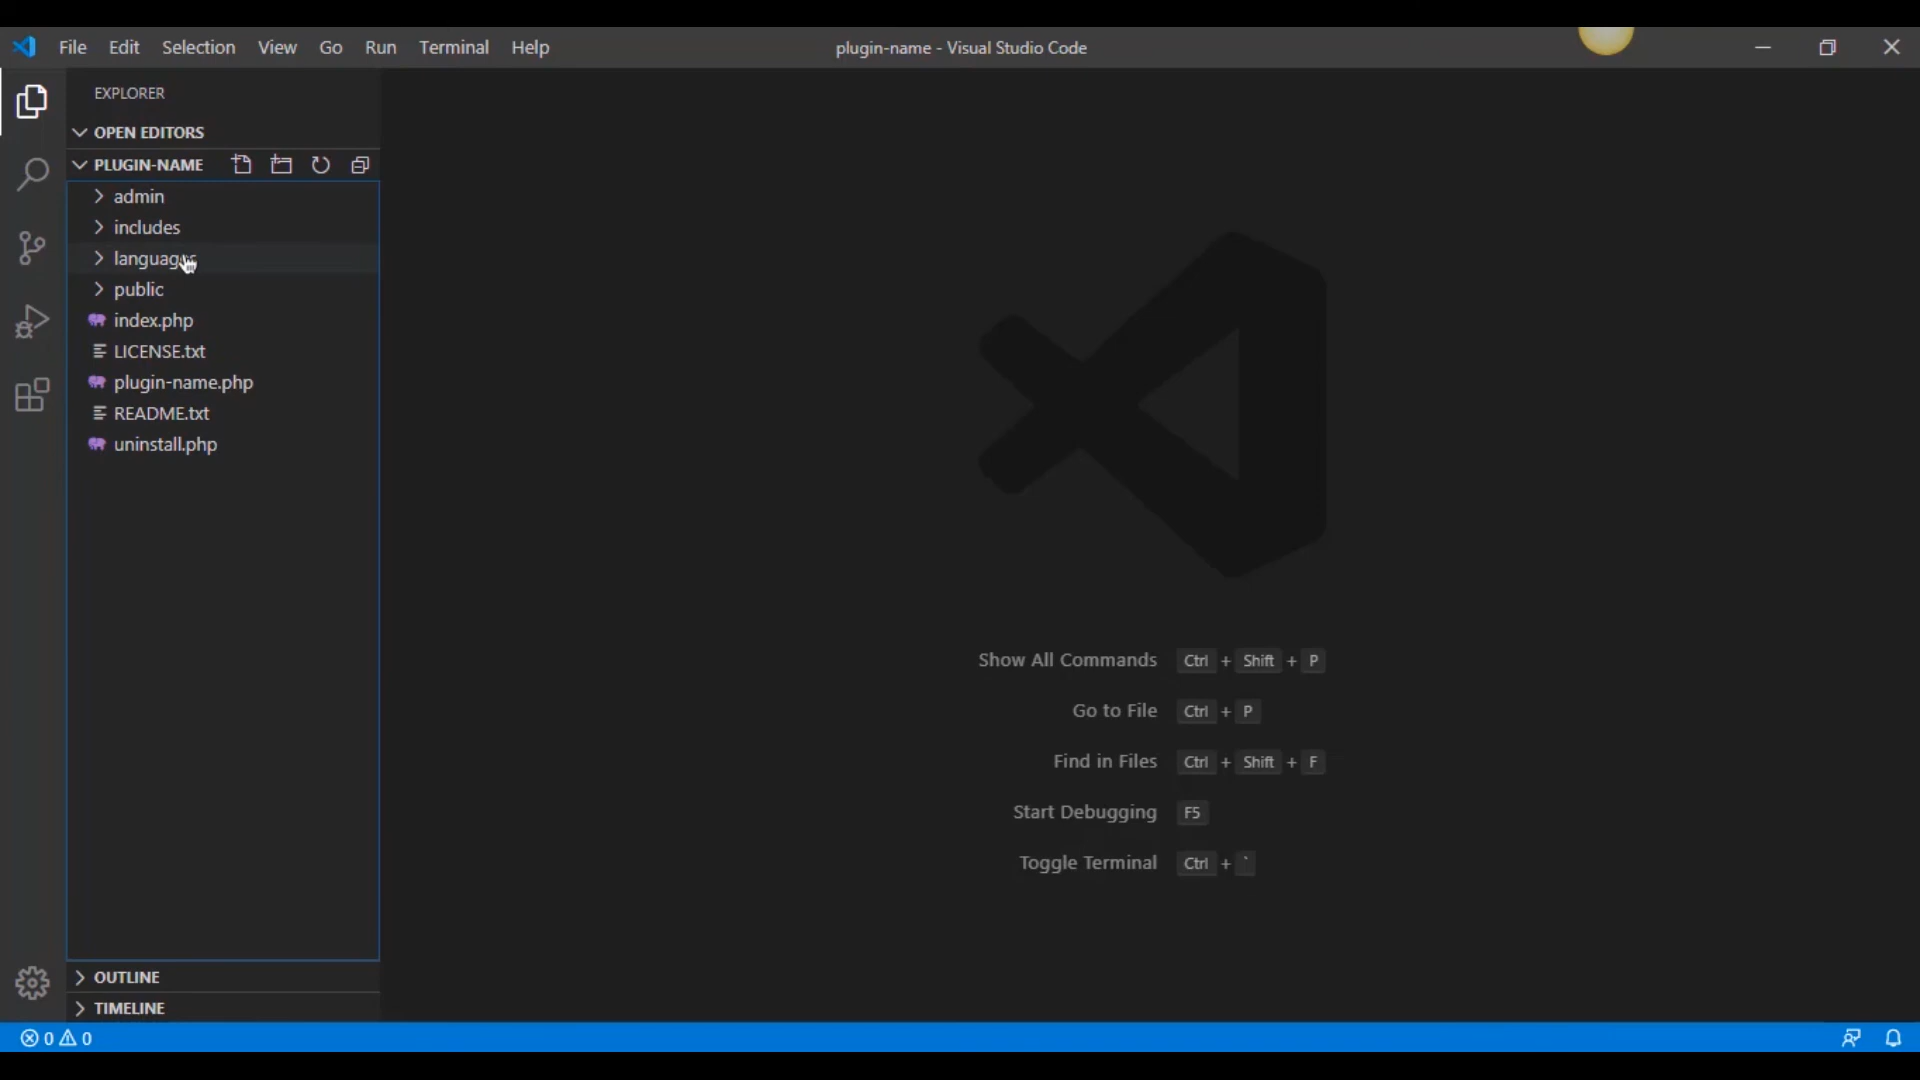 File Edit Selection View Go Run Terminal Help
plugin-name - Visual Studio Code
EXPLORER
OPEN EDITORS
PLUGIN-NAME
admin
includes
languages
public
index.php
LICENSE.txt
plugin-name.php
README.txt
uninstall.php
Show All Commands Ctrl + Shift + P
Go to File Ctrl + P
Find in Files Ctrl + Shift + F
Start Debugging F5
Toggle Terminal Ctrl + `
OUTLINE
TIMELINE
0 0